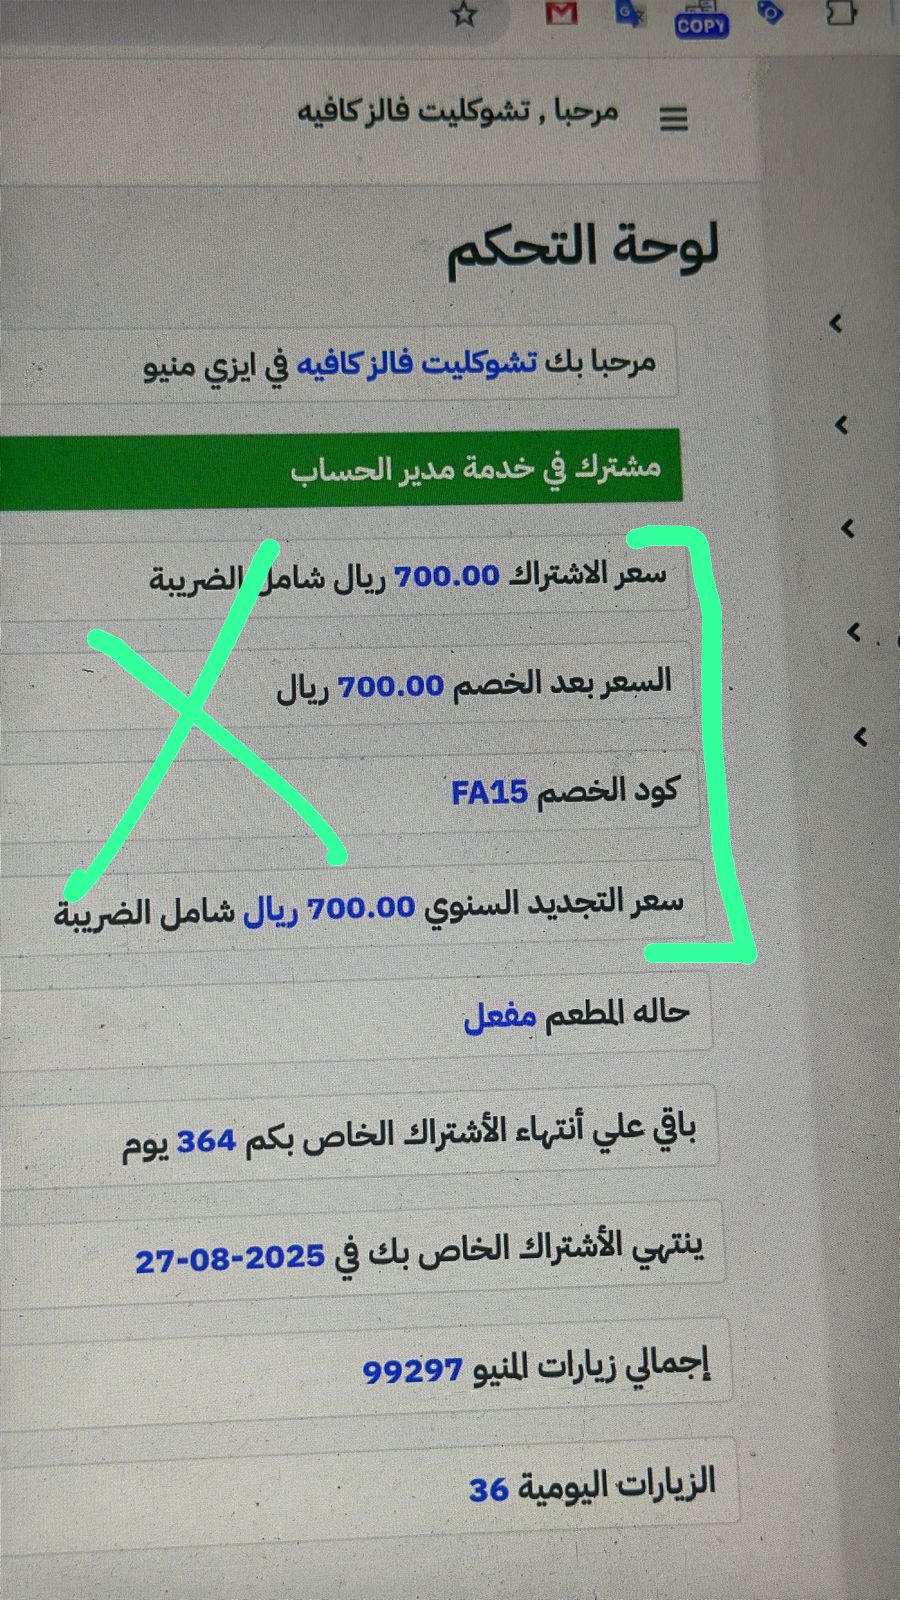 COPY
مرحبا , تشوكليت فالز كافيه
لوحة التحكم
مرحبا بك تشوكليت فالز كافيه في ايزي منيو
مشترك في خدمة مدير الحساب
سعر الاشتراك 700.00 ريال شامل الضريبة
السعر بعد الخصم 700.00 ريال
كود الخصم FA15
سعر التجديد السنوي 700.00 ريال شامل الضريبة
حاله المطعم مفعل
باقي علي أنتهاء الأشتراك الخاص بكم 364 يوم
ينتهي الأشتراك الخاص بك في 27-08-2025
إجمالي زيارات المنيو 99297
الزيارات اليومية 36